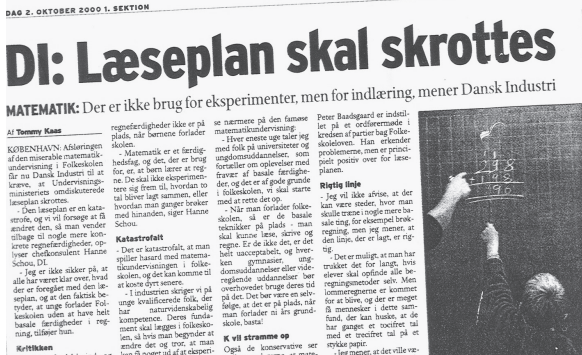 DAG 2. OKTOBER 2000 1. SEKTION
DI: Læseplan skal skrottes
MATEMATIK: Der er ikke brug for eksperimenter, men for indlæring, mener Dansk Industri
Af Tommy Kaas
KØBENHAVN: Afsløringen
af den miserable matematik-
undervisning i Folkeskolen
får nu Dansk Industri til at
kræve, at Undervisnings-
ministeriets omdiskuterede
læseplan skrottes.
- Den læseplan er en kata-
strofe, og vi vil forsøge at få
ændret den, så man vender
tilbage til nogle mere kon-
krete regnefærdigheder, op-
lyser chefkonsulent Hanne
Schou, DI.
- Jeg er ikke sikker på, at
alle har været klar over, hvad
der er foregået med den læ-
seplan, og at den faktisk be-
tyder, at unge forlader Fol-
keskolen uden at have helt
basale færdigheder i reg-
ning, tilføjer hun.
Kritikken
regnefærdigheder ikke er på
plads, når børnene forlader
skolen.
- Matematik er et færdig-
hedsfag, og det, der er brug
for, er, at børn lærer at reg-
ne. De skal ikke eksperimen-
tere sig frem til, hvordan to
tal bliver lagt sammen, eller
hvordan man ganger brøker
med hinanden, siger Hanne
Schou.
Katastrofalt
- Det er katastrofalt, at man
spiller hasard med matema-
tikundervisningen i folke-
skolen, og det kan komme til
at koste dyrt senere.
- I industrien skriger vi på
unge kvalificerede folk, der
har naturvidenskabelig
kompetence. Deres funda-
ment skal lægges i folkesko-
len, så hvis man begynder at
ændre det og tror, at man
kan få noget ud af at eksperi-
se nærmere på den famøse
matematikundervisning:
- Hver eneste uge taler jeg
med folk på universiteter og
ungdomsuddannelser, som
fortæller om oplevelser med
fravær af basale færdighe-
der, og det er af gode grunde
i folkeskolen, vi skal starte
med at rette det op.
- Når man forlader folke-
skolen, så er de basale
teknikker på plads - man
skal kunne læse, skrive og
regne. Er de ikke det, er det
helt uacceptabelt, og hver-
ken gymnasier, ung-
domsuddannelser eller vide-
regående uddannelser bør
overhovedet bruge deres tid
på det. Det bør være en selv-
følge, at det er på plads, når
man forlader ni års grund-
skole, basta!
K vil stramme op
Også de konservative ser
Peter Baadsgaard er indstil-
let på et ordførermøde i
kredsen af partier bag Folke-
skoleloven. Han erkender
problemerne, men er princi-
pielt positiv over for læse-
planen.
Rigtig linje
- Jeg vil ikke afvise, at der
kan være steder, hvor man
skulle træne i nogle mere ba-
sale ting, for eksempel brøk-
regning, men jeg mener, at
den linje, der er lagt, er rig-
tig.
- Det er muligt, at man har
trukket det for langt, hvis
elever skal opfinde alle be-
regningsmetoder selv. Men
lommeregnerne er kommet
for at blive, og der er meget
få mennesker i dette sam-
fund, der kan huske, at de
har ganget et tocifret tal
med et trecifret tal på et
stykke papir.
- Jeg mener, at det ville væ-